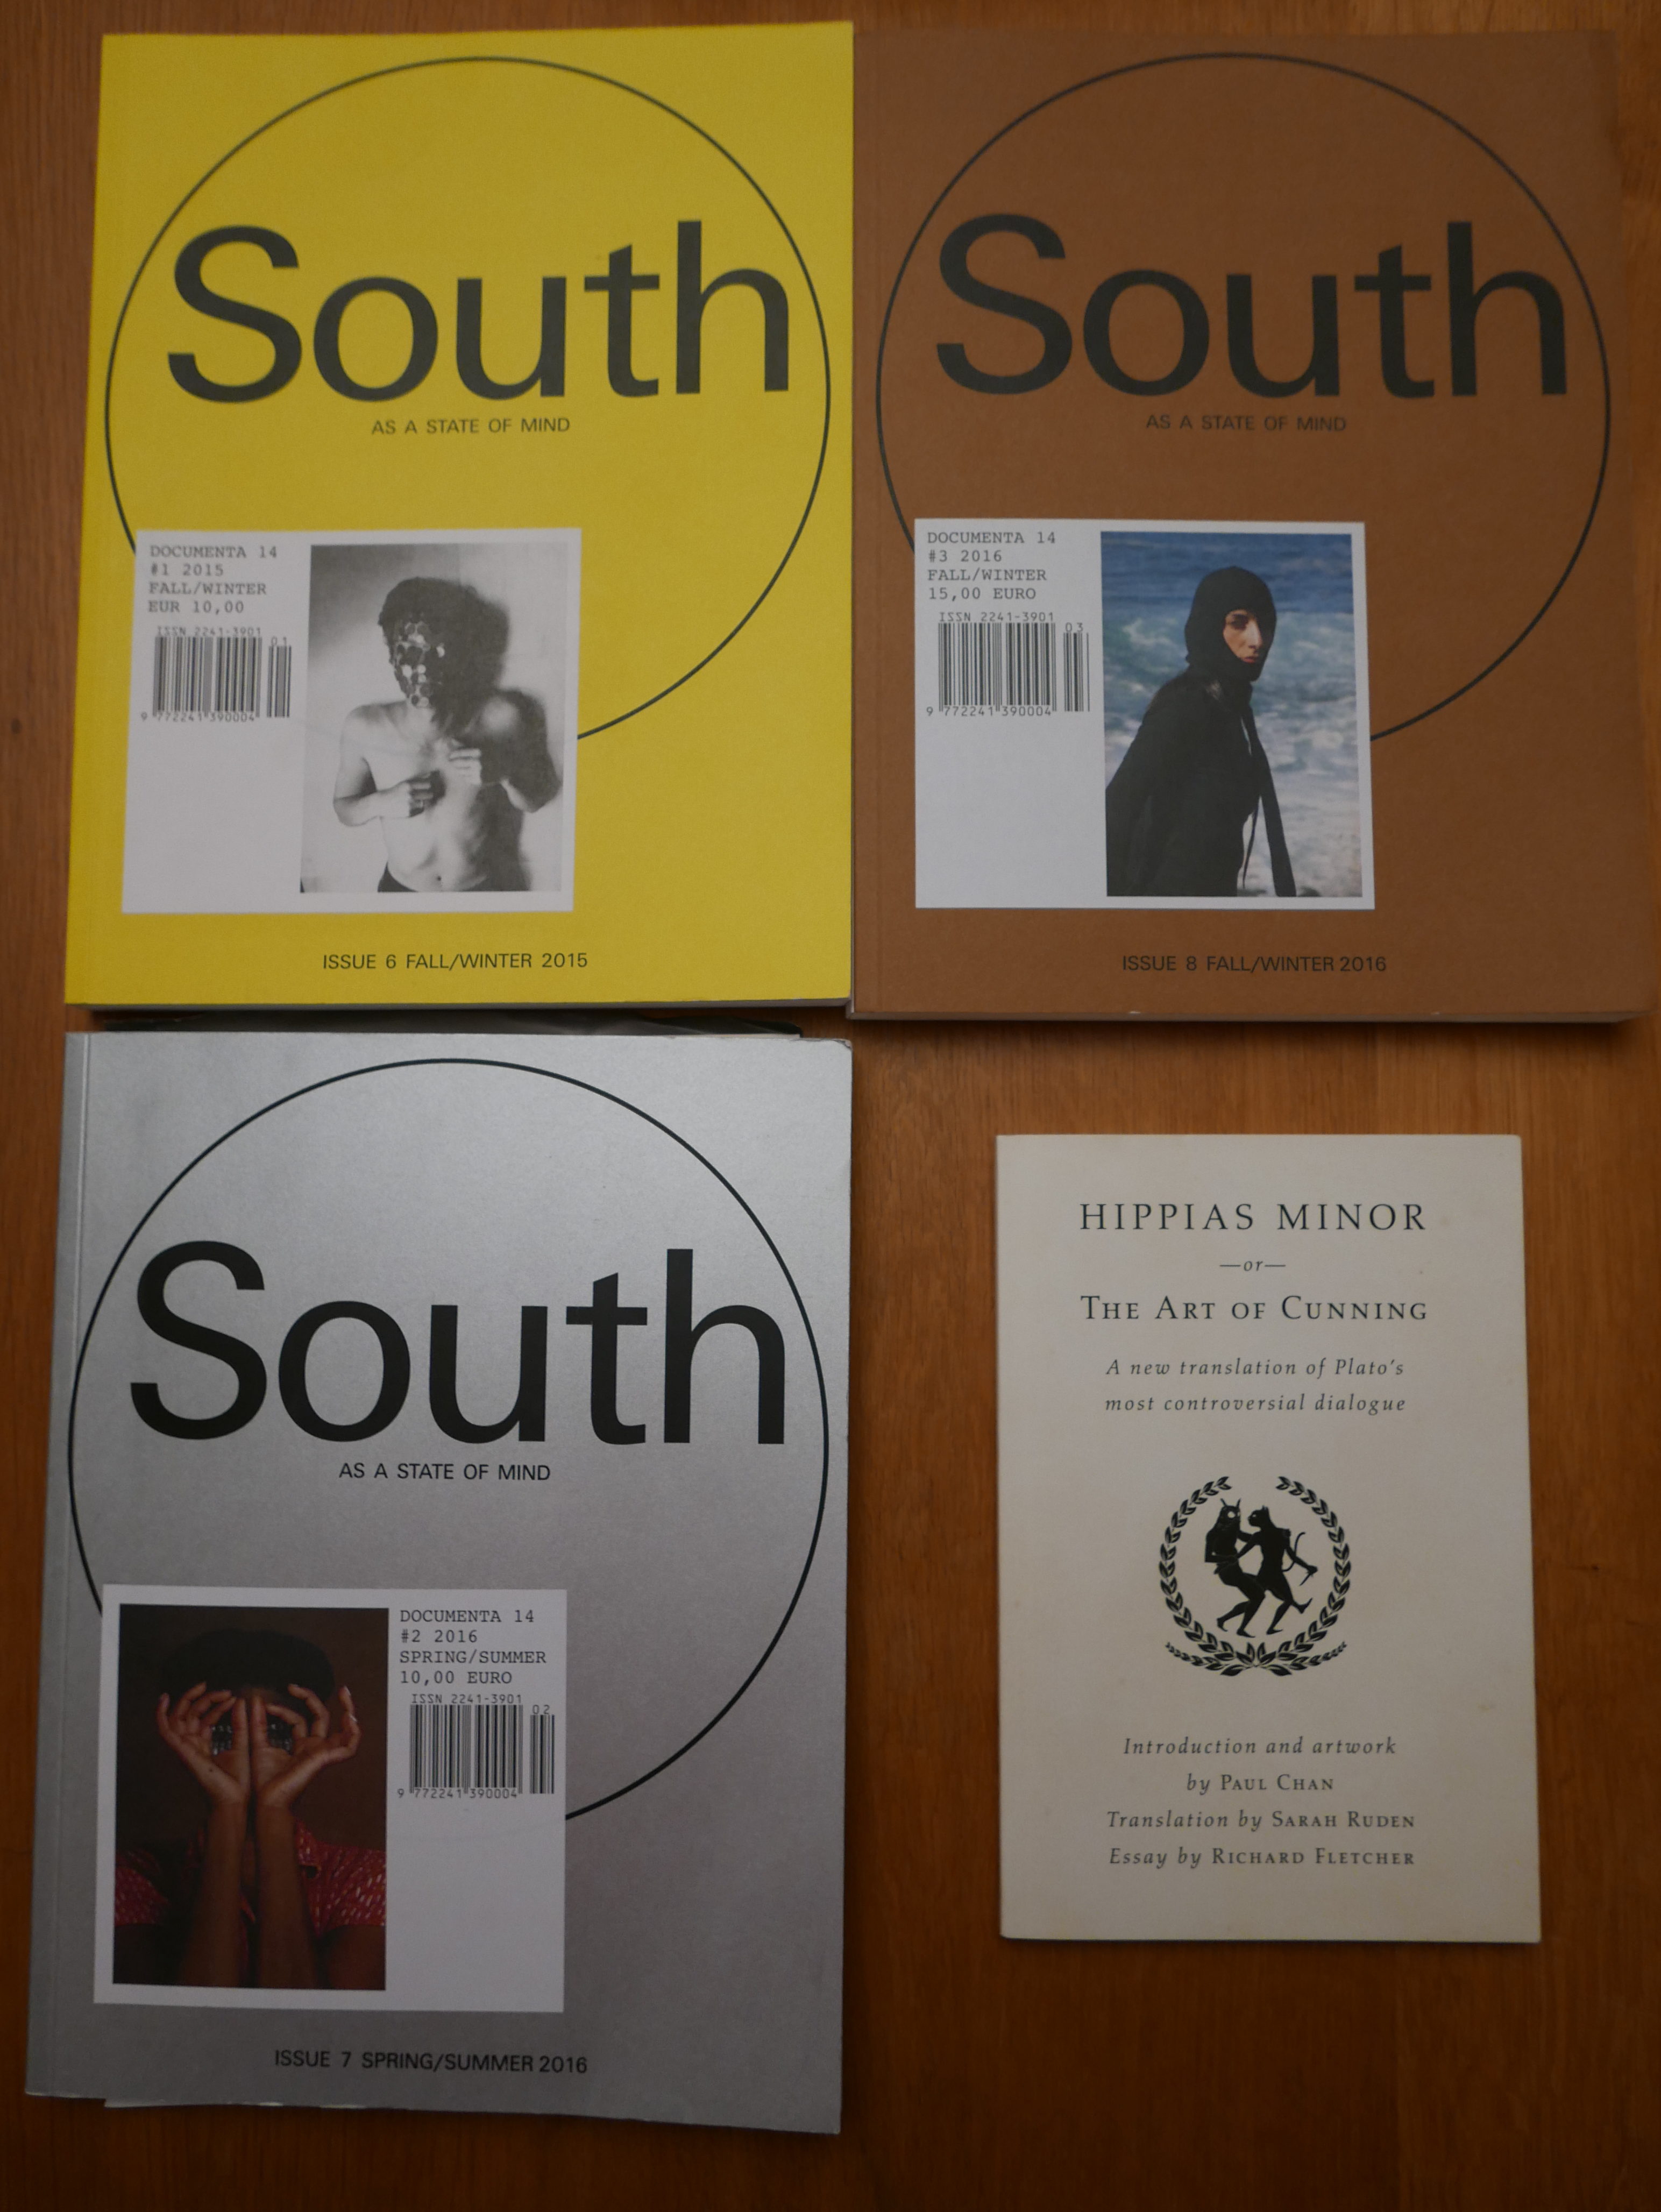 South
AS A STATE OF MIND
DOCUMENTA 14
#1 2015
FALL/WINTER
EUR 10,00
ISSN 2241-3901
01
9 772241 390004
ISSUE 6 FALL/WINTER 2015
South
AS A STATE OF MIND
DOCUMENTA 14
#3 2016
FALL/WINTER
15,00 EURO
ISSN 2241-3901
03
9 772241 390004
ISSUE 8 FALL/WINTER 2016
South
AS A STATE OF MIND
DOCUMENTA 14
#2 2016
SPRING/SUMMER
10,00 EURO
ISSN 2241-3901
02
9 772241 390004
ISSUE 7 SPRING/SUMMER 2016
HIPPIAS MINOR
—or—
THE ART OF CUNNING
A new translation of Plato's
most controversial dialogue
Introduction and artwork
by PAUL CHAN
Translation by SARAH RUDEN
Essay by RICHARD FLETCHER